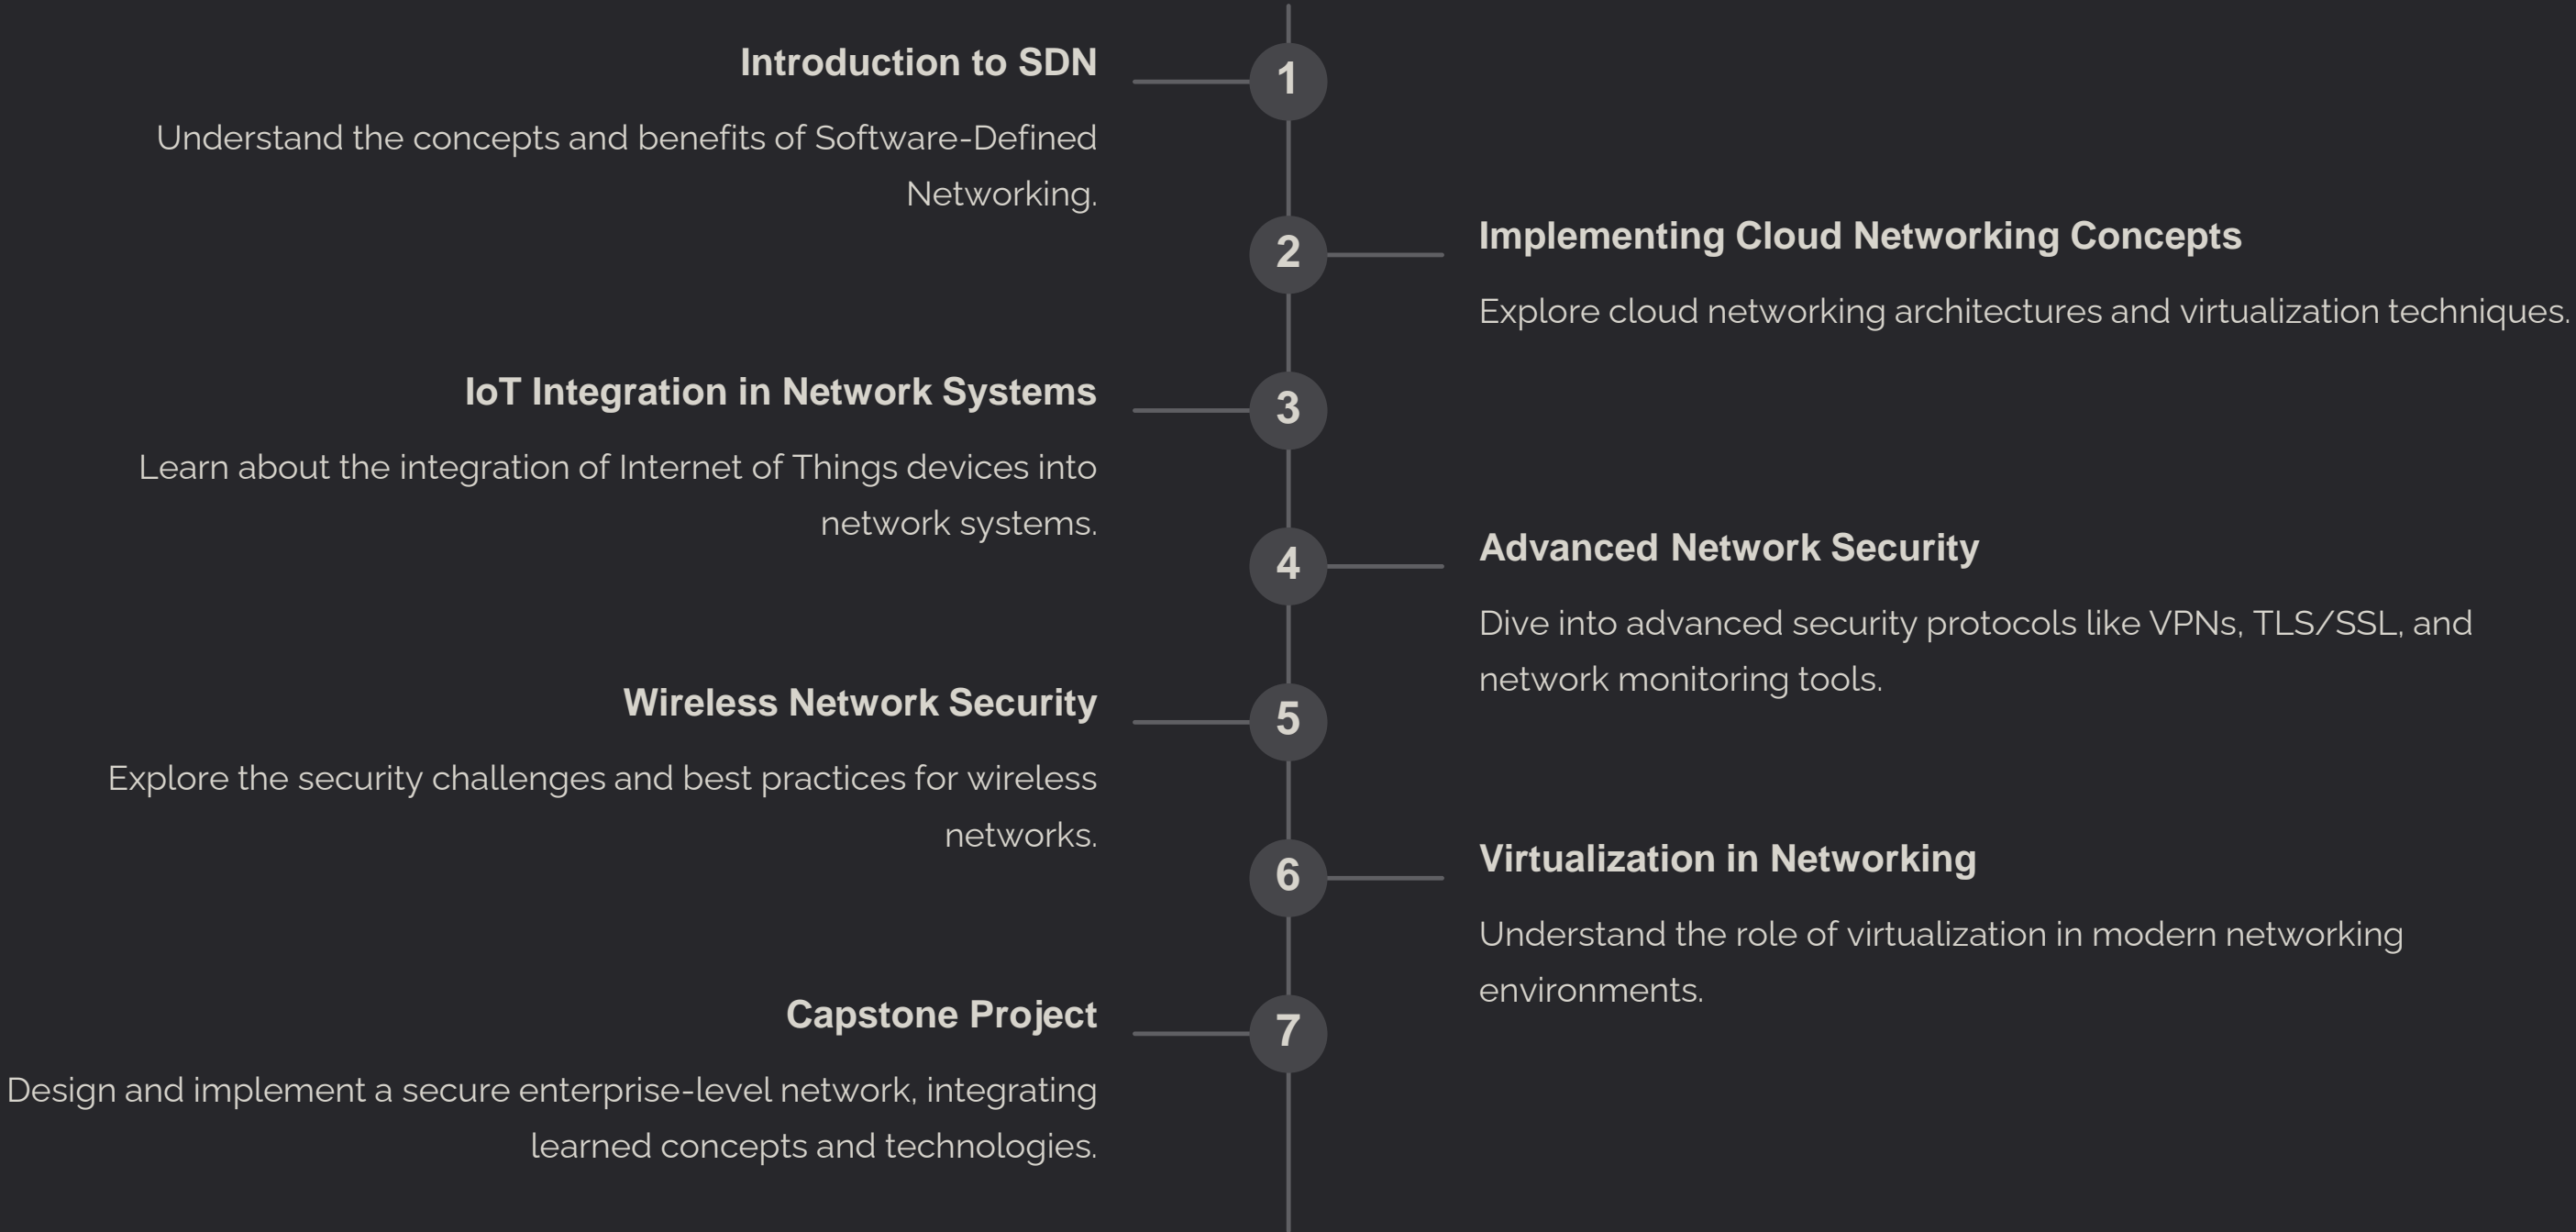 Introduction to SDN
1
Understand the concepts and benefits of Software-Defined
Networking.
2
Implementing Cloud Networking Concepts
Explore cloud networking architectures and virtualization techniques.
IoT Integration in Network Systems
3
Learn about the integration of Internet of Things devices into
network systems.
4
Advanced Network Security
Dive into advanced security protocols like VPNs, TLS/SSL, and
network monitoring tools.
Wireless Network Security
5
Explore the security challenges and best practices for wireless
networks.
6
Virtualization in Networking
Understand the role of virtualization in modern networking
environments.
Capstone Project
7
Design and implement a secure enterprise-level network, integrating
learned concepts and technologies.